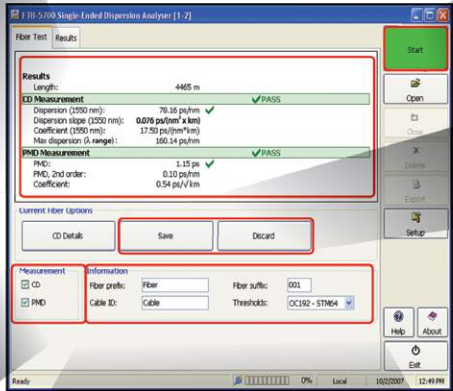 FTB-5700 Single-Ended Dispersion Analyser [1-2]
Fiber Test Results
Start
Results
Length: 4465 m
CD Measurement ✓PASS
Dispersion (1550 nm): 78.16 ps/nm ✓
Dispersion slope (1550 nm): 0.076 ps/(nm² x km)
Coefficient (1550 nm): 17.50 ps/(nm*km)
Max dispersion (λ range): 160.14 ps/nm
PMD Measurement ✓PASS
PMD: 1.15 ps ✓
PMD, 2nd order: 0.10 ps/nm
Coefficient: 0.54 ps/√km
Open
Close
Delete
Export
Setup
Current Fiber Options
CD Details
Save
Discard
Measurement
CD
PMD
Information
Fiber prefix: Fiber
Fiber suffix: 001
Cable ID: Cable
Thresholds: OC192 - STM64
Help
About
Exit
Ready
0%
Local
10/2/2007
12:49 PM